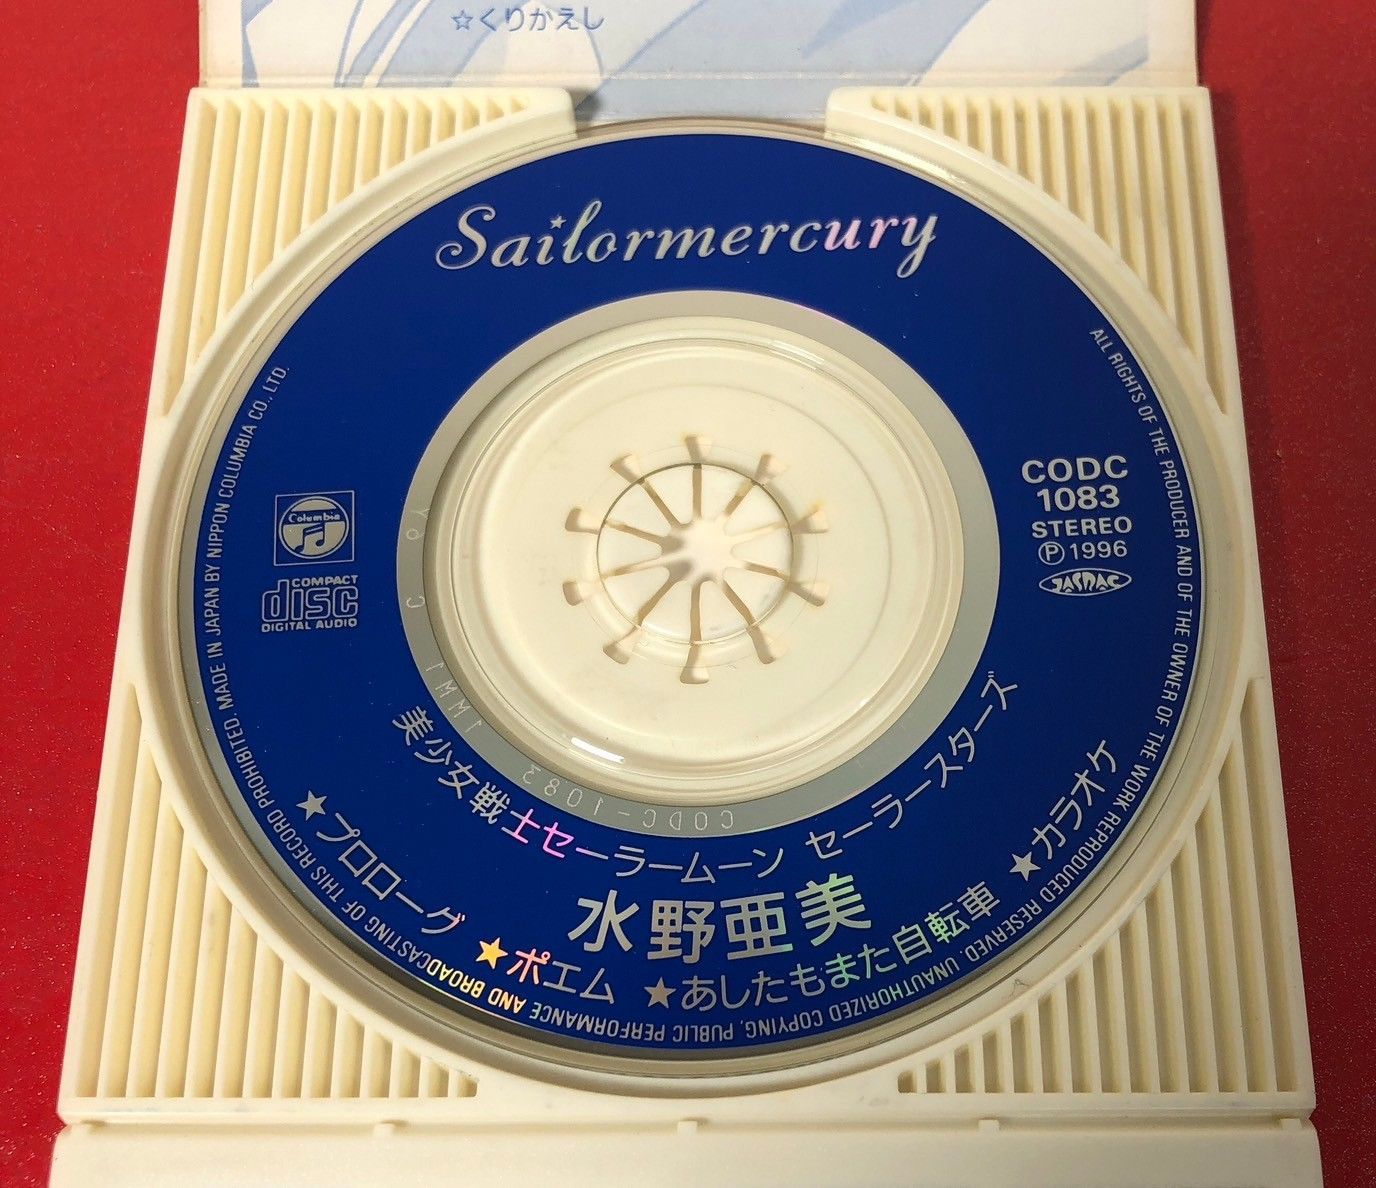 ☆くりかえし
Sailormercury
CODC
1083
STEREO
Ⓟ1996
JASRAC
Columbia
COMPACT
disc
DIGITAL AUDIO
美少女戦士セーラームーン セーラースターズ
水野亜美
★プロローグ ★ポエム ★あしたもまた自転車 ★カラオケ
ALL RIGHTS OF THE PRODUCER AND OF THE OWNER OF THE WORK REPRODUCED RESERVED. UNAUTHORIZED COPYING, PUBLIC PERFORMANCE AND BROADCASTING OF THIS RECORD PROHIBITED MADE IN JAPAN BY NIPPON COLUMBIA CO., LTD.
CODC-1083
1WM1